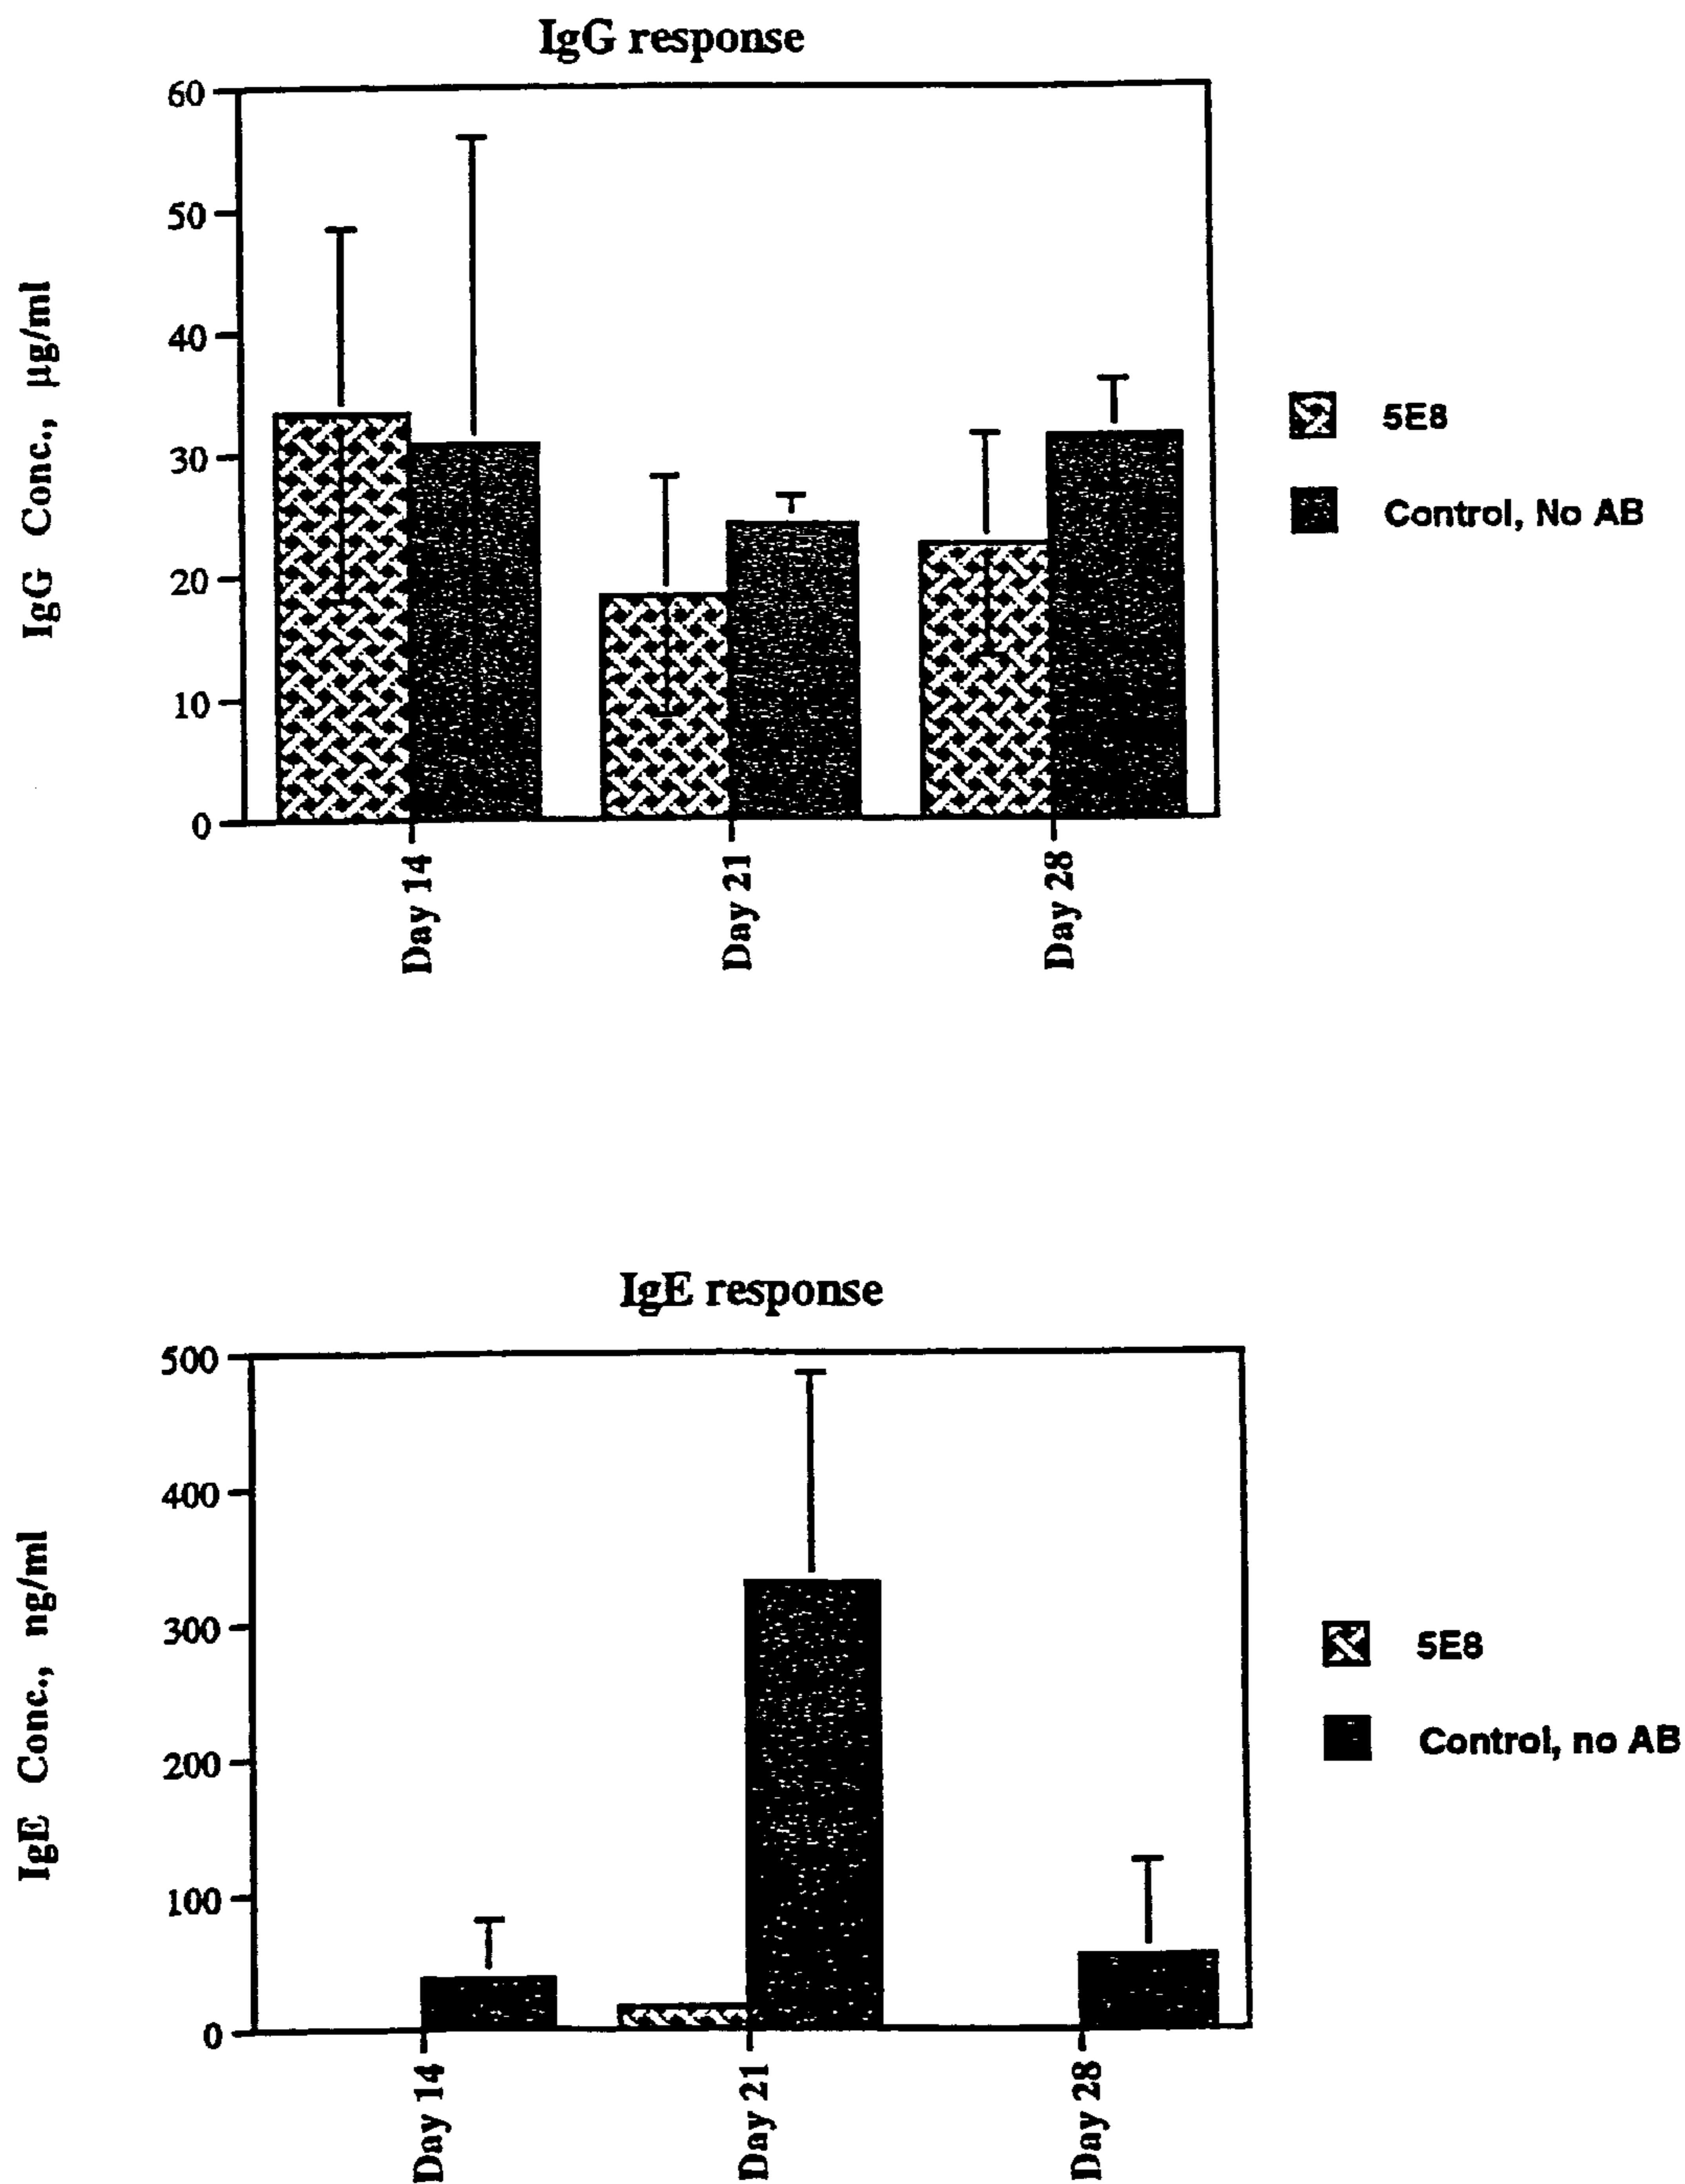 IgG response
60
50
40
30
20
10
0
IgG Conc., µg/ml
Day 14
Day 21
Day 28
5E8
Control, No AB
IgE response
500
400
300
200
100
0
IgE Conc., ng/ml
Day 14
Day 21
Day 28
5E8
Control, no AB